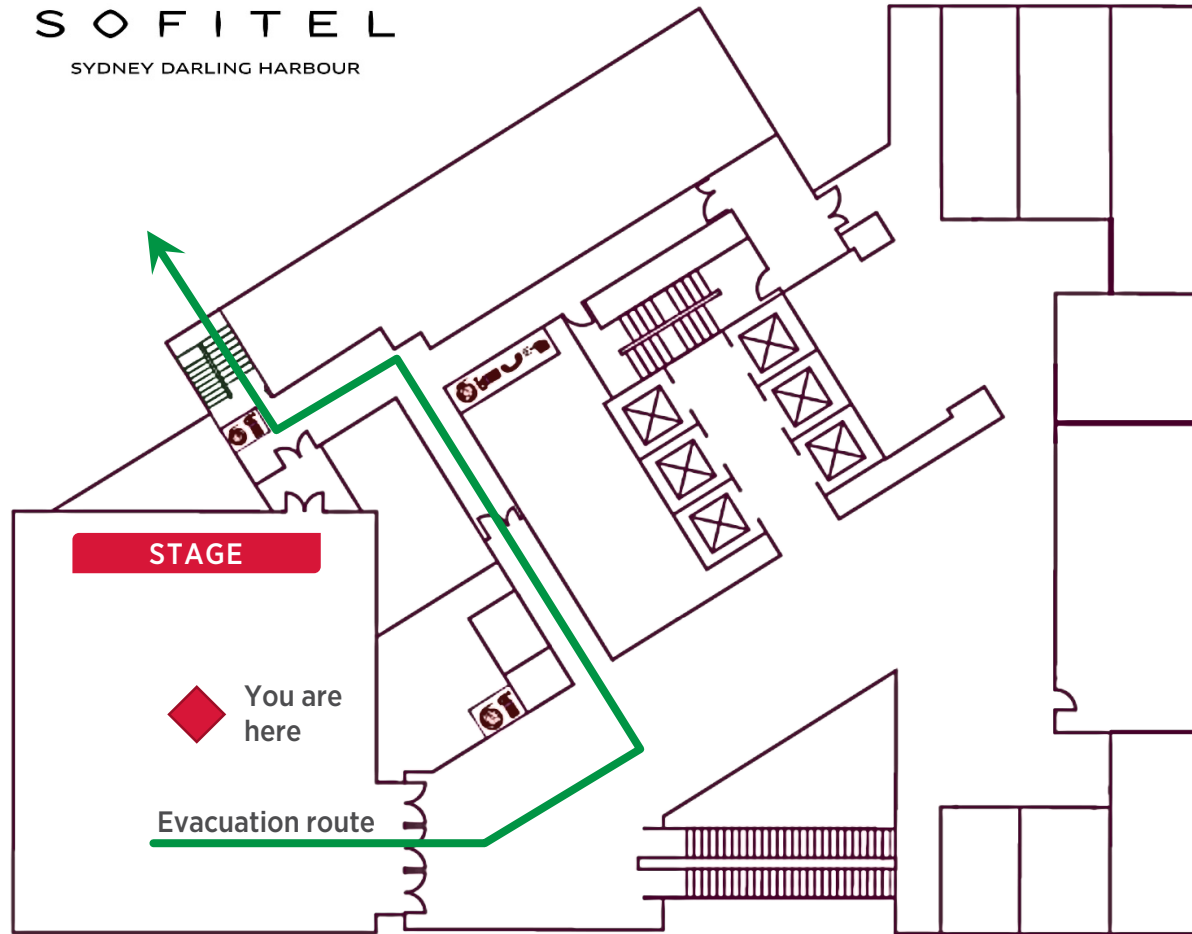 SOFITEL
SYDNEY DARLING HARBOUR
STAGE
You are
here
Evacuation route